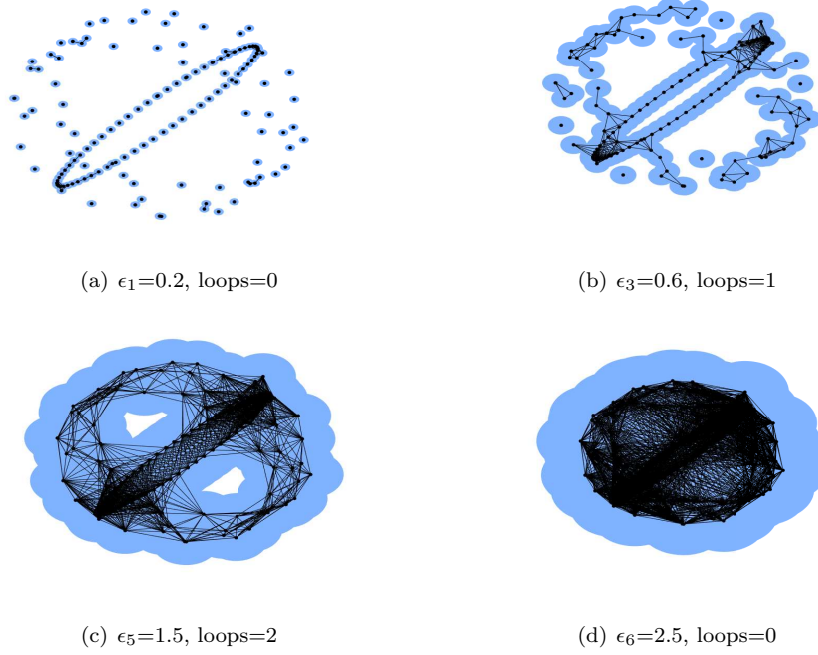 (a) ϵ₁=0.2, loops=0
(b) ϵ₃=0.6, loops=1
(c) ϵ₅=1.5, loops=2
(d) ϵ₆=2.5, loops=0